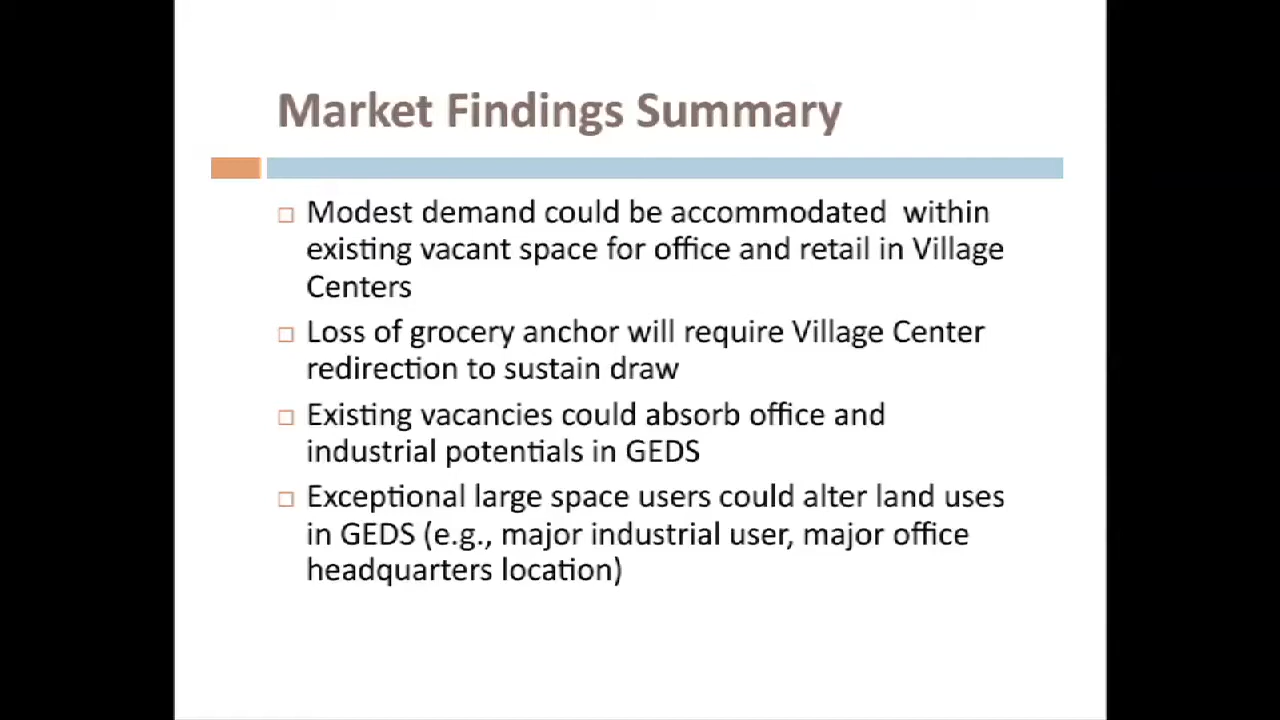 Market Findings Summary
Modest demand could be accommodated  within
existing vacant space for office and retail in Village
Centers
Loss of grocery anchor will require Village Center
redirection to sustain draw
Existing vacancies could absorb office and
industrial potentials in GEDS
Exceptional large space users could alter land uses
in GEDS (e.g., major industrial user, major office
headquarters location)